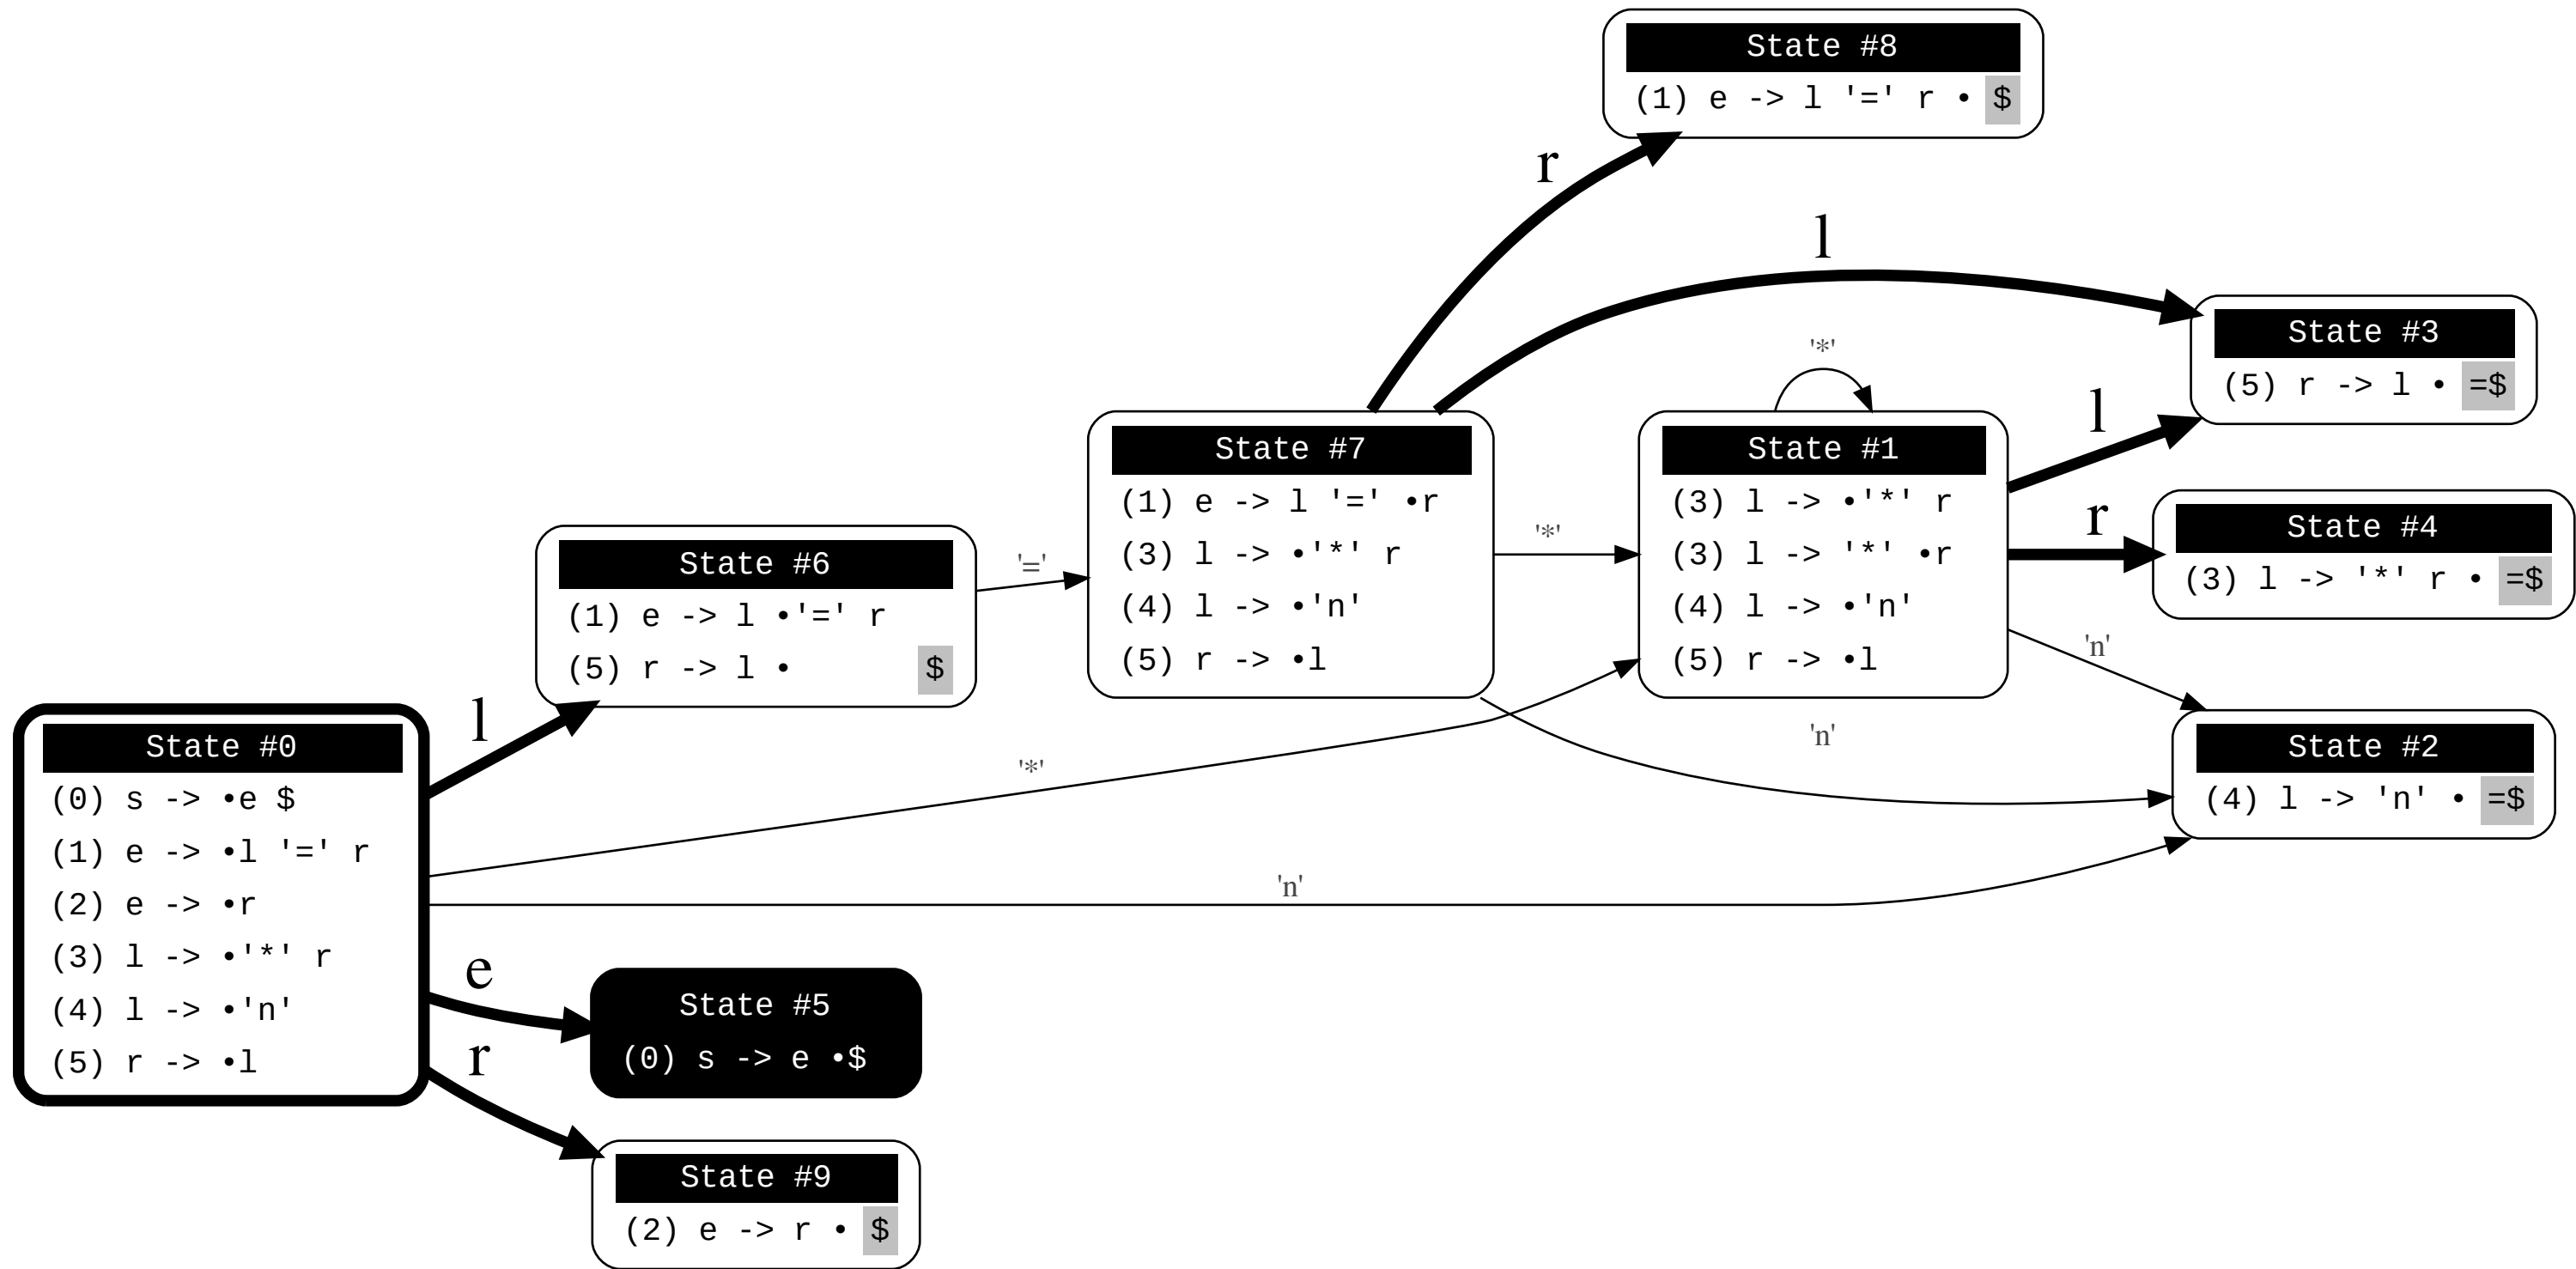 State #8
(1) e -> l '=' r • $
r
l
State #3
(5) r -> l • =$
'*'
l
State #7
(1) e -> l '=' •r
(3) l -> •'*' r
(4) l -> •'n'
(5) r -> •l
'*'
State #1
(3) l -> •'*' r
(3) l -> '*' •r
(4) l -> •'n'
(5) r -> •l
r
State #4
(3) l -> '*' r • =$
State #6
(1) e -> l •'=' r
(5) r -> l • $
'='
'n'
'n'
State #2
(4) l -> 'n' • =$
l
State #0
(0) s -> •e $
(1) e -> •l '=' r
(2) e -> •r
(3) l -> •'*' r
(4) l -> •'n'
(5) r -> •l
'*'
'n'
e
State #5
(0) s -> e •$
r
State #9
(2) e -> r • $